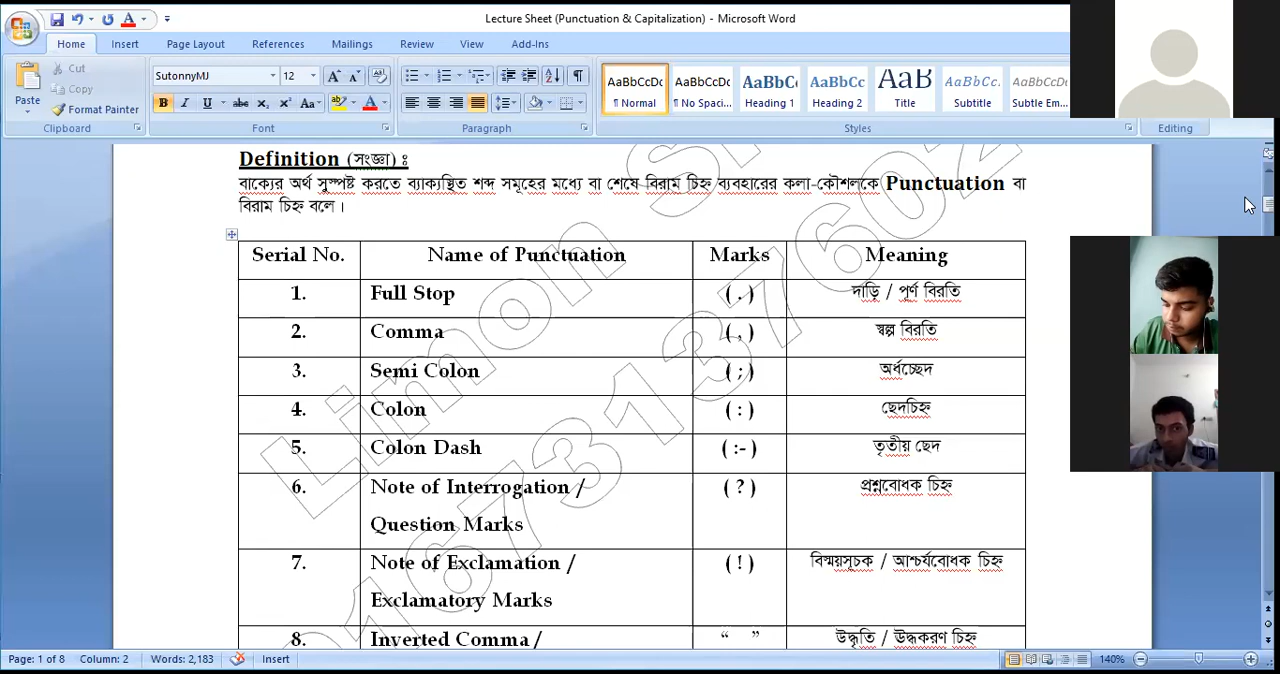 Lecture Sheet (Punctuation & Capitalization) - Microsoft Word
Home Insert Page Layout References Mailings Review View Add-Ins
Paste
Cut
Copy
Format Painter
Clipboard
SutonnyMJ 12
Font
Paragraph
AaBbCcDc AaBbCcDc AaBbC AaBbCc AaB AaBbCc. AaBbCcDc
¶ Normal ¶ No Spaci... Heading 1 Heading 2 Title Subtitle Subtle Em...
Styles
Editing
Definition (সংজ্ঞা) ঃ
বাক্যের অর্থ সুস্পষ্ট করতে ব্যাক্যস্থিত শব্দ সমূহের মধ্যে বা শেষে বিরাম চিহ্ন ব্যবহারের কলা-কৌশলকে Punctuation বা
বিরাম চিহ্ন বলে।
Serial No. Name of Punctuation Marks Meaning
1. Full Stop ( . ) দাড়ি / পূর্ণ বিরতি
2. Comma ( , ) স্বল্প বিরতি
3. Semi Colon ( ; ) অর্ধচ্ছেদ
4. Colon ( : ) ছেদচিহ্ন
5. Colon Dash ( :- ) তৃতীয় ছেদ
6. Note of Interrogation / ( ? ) প্রশ্নবোধক চিহ্ন
Question Marks
7. Note of Exclamation / ( ! ) বিষ্ময়সূচক / আশ্চর্যবোধক চিহ্ন
Exclamatory Marks
8. Inverted Comma / “ ” উদ্ধৃতি / ঊদ্ধকরণ চিহ্ন
Limon
01673137602
Page: 1 of 8 Column: 2 Words: 2,183 Insert 140%